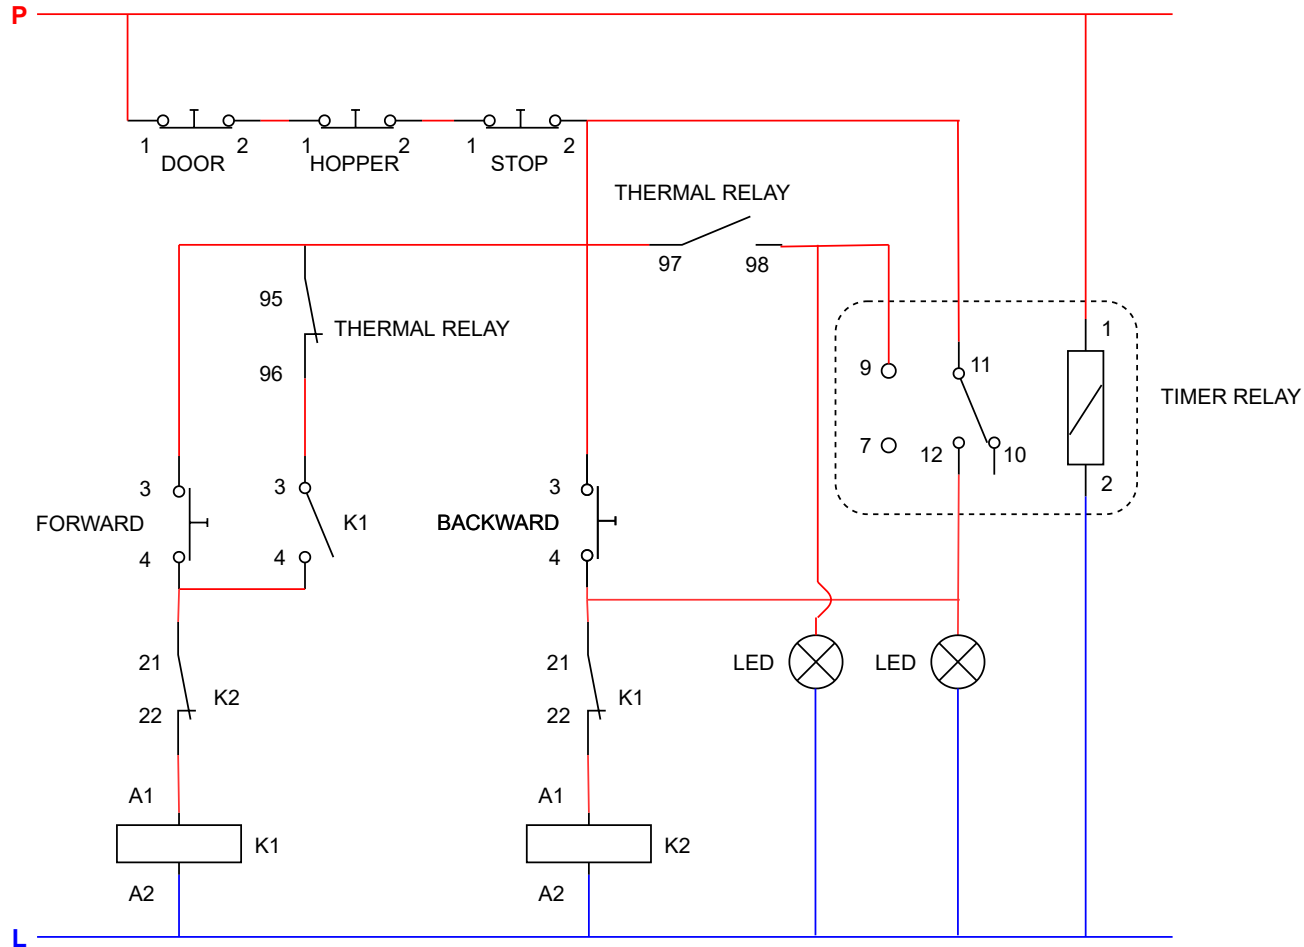 P
1 2 1 2 1 2
DOOR HOPPER STOP
THERMAL RELAY
97 98
95
THERMAL RELAY
96
1
9 11
TIMER RELAY
7 12 10
2
3 3 3
FORWARD K1 BACKWARD
4 4 4
21 21
LED LED
K2 K1
22 22
A1 A1
K1 K2
A2 A2
L